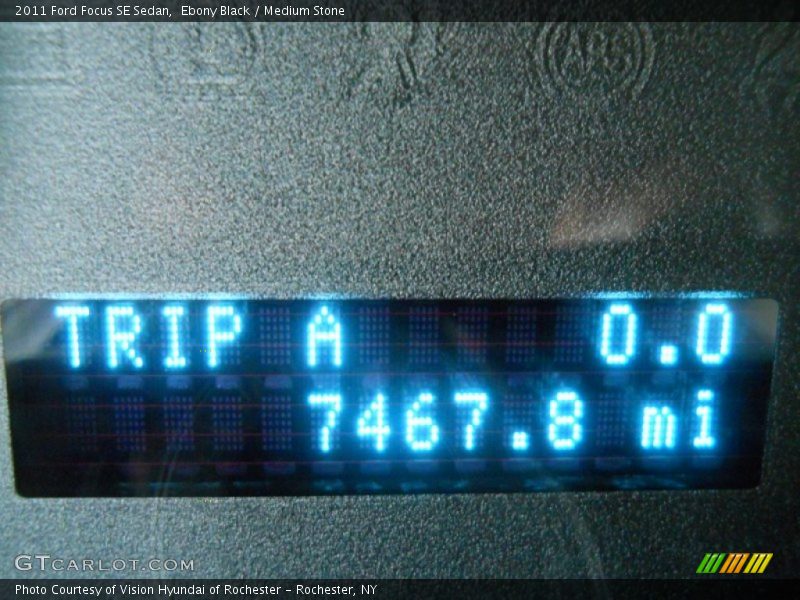 2011 Ford Focus SE Sedan, Ebony Black / Medium Stone
ABS
TRIP A 0.0
7467.8 mi
GTCARLOT.COM
Photo Courtesy of Vision Hyundai of Rochester - Rochester, NY